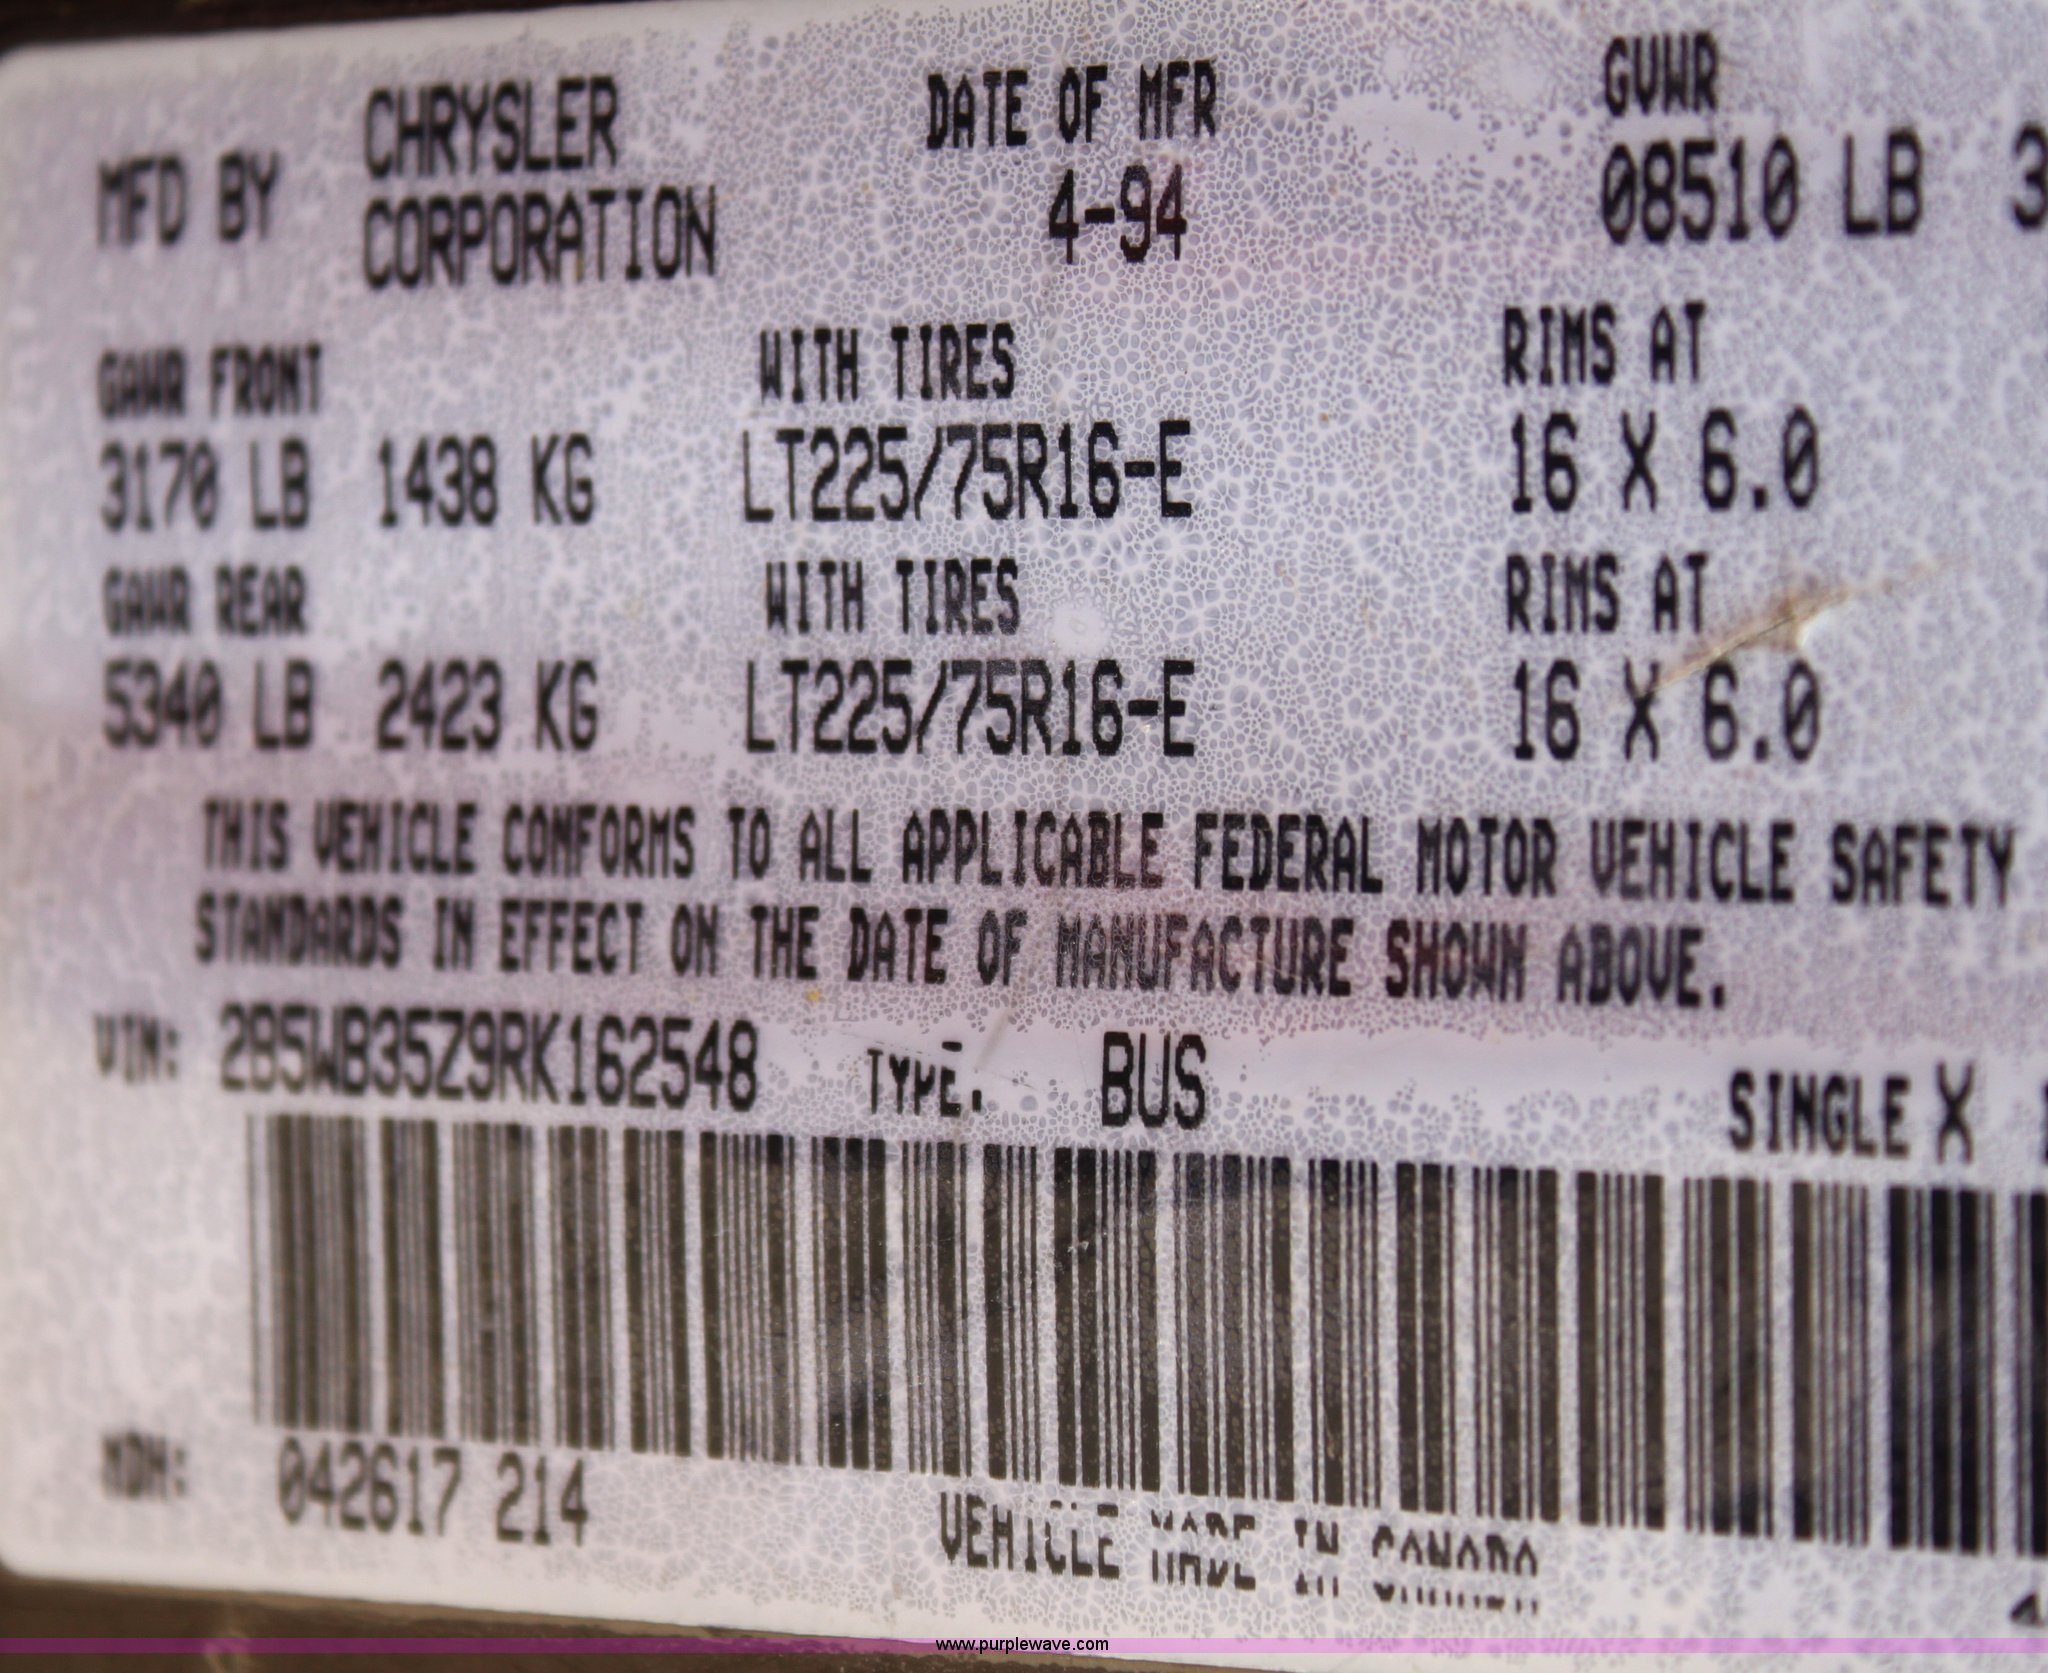 MFD BY CHRYSLER CORPORATION
DATE OF MFR
4-94
GVWR
08510 LB 3
GAWR FRONT WITH TIRES RIMS AT
3170 LB 1438 KG LT225/75R16-E 16 X 6.0
GAWR REAR WITH TIRES RIMS AT
5340 LB 2423 KG LT225/75R16-E 16 X 6.0
THIS VEHICLE CONFORMS TO ALL APPLICABLE FEDERAL MOTOR VEHICLE SAFETY
STANDARDS IN EFFECT ON THE DATE OF MANUFACTURE SHOWN ABOVE.
VIN: 2B5WB35Z9RK162548 TYPE: BUS SINGLE X
MDH: 042617 214
VEHICLE MADE IN CANADA
4
www.purplewave.com